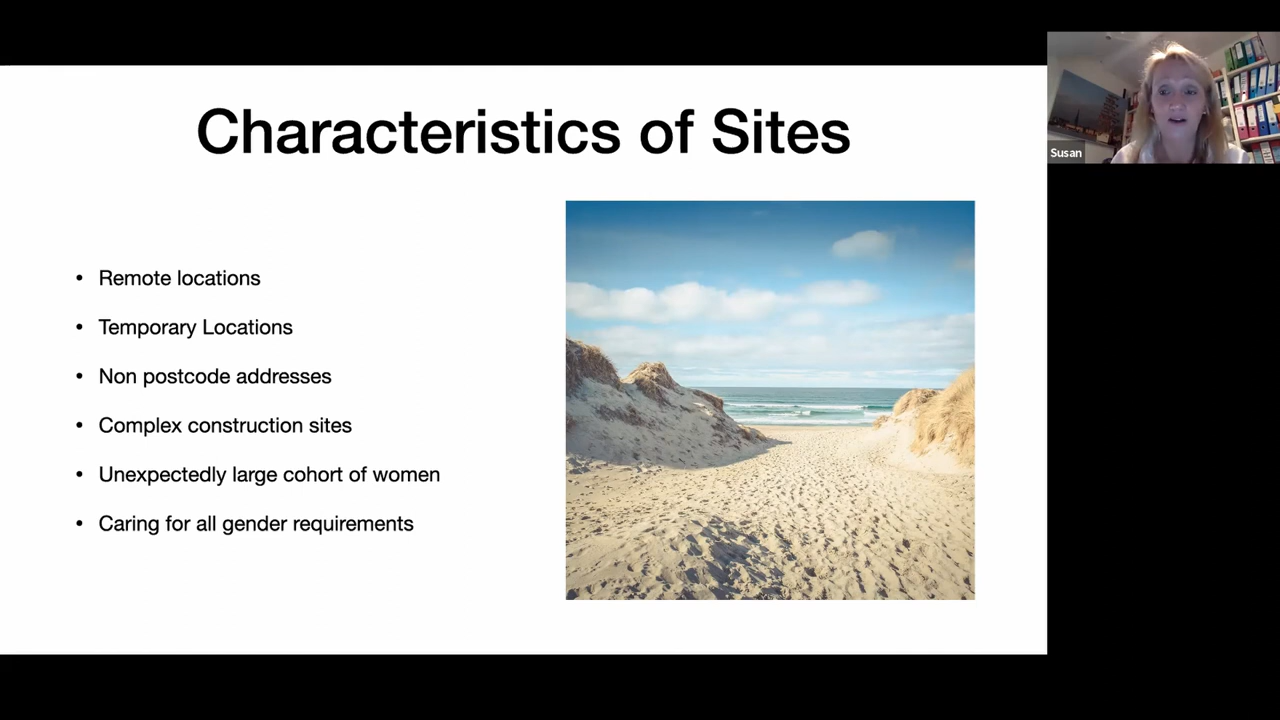 Characteristics of Sites
Susan
• Remote locations
• Temporary Locations
• Non postcode addresses
• Complex construction sites
• Unexpectedly large cohort of women
• Caring for all gender requirements